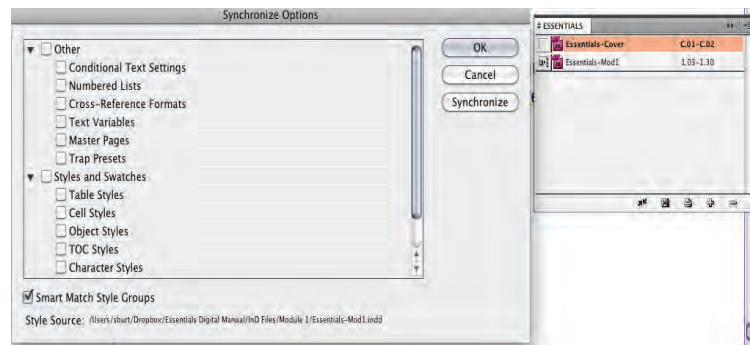 Synchronize Options
Other
Conditional Text Settings
Numbered Lists
Cross-Reference Formats
Text Variables
Master Pages
Trap Presets
Styles and Swatches
Table Styles
Cell Styles
Object Styles
TOC Styles
Character Styles
Smart Match Style Groups
Style Source: /Users/shurt/Dropbox/Essentials Digital Manual/InD Files/Module 1/Essentials-Mod1.indd
OK
Cancel
Synchronize
ESSENTIALS
Essentials-Cover C.01-C.02
Essentials-Mod1 1.03-1.30